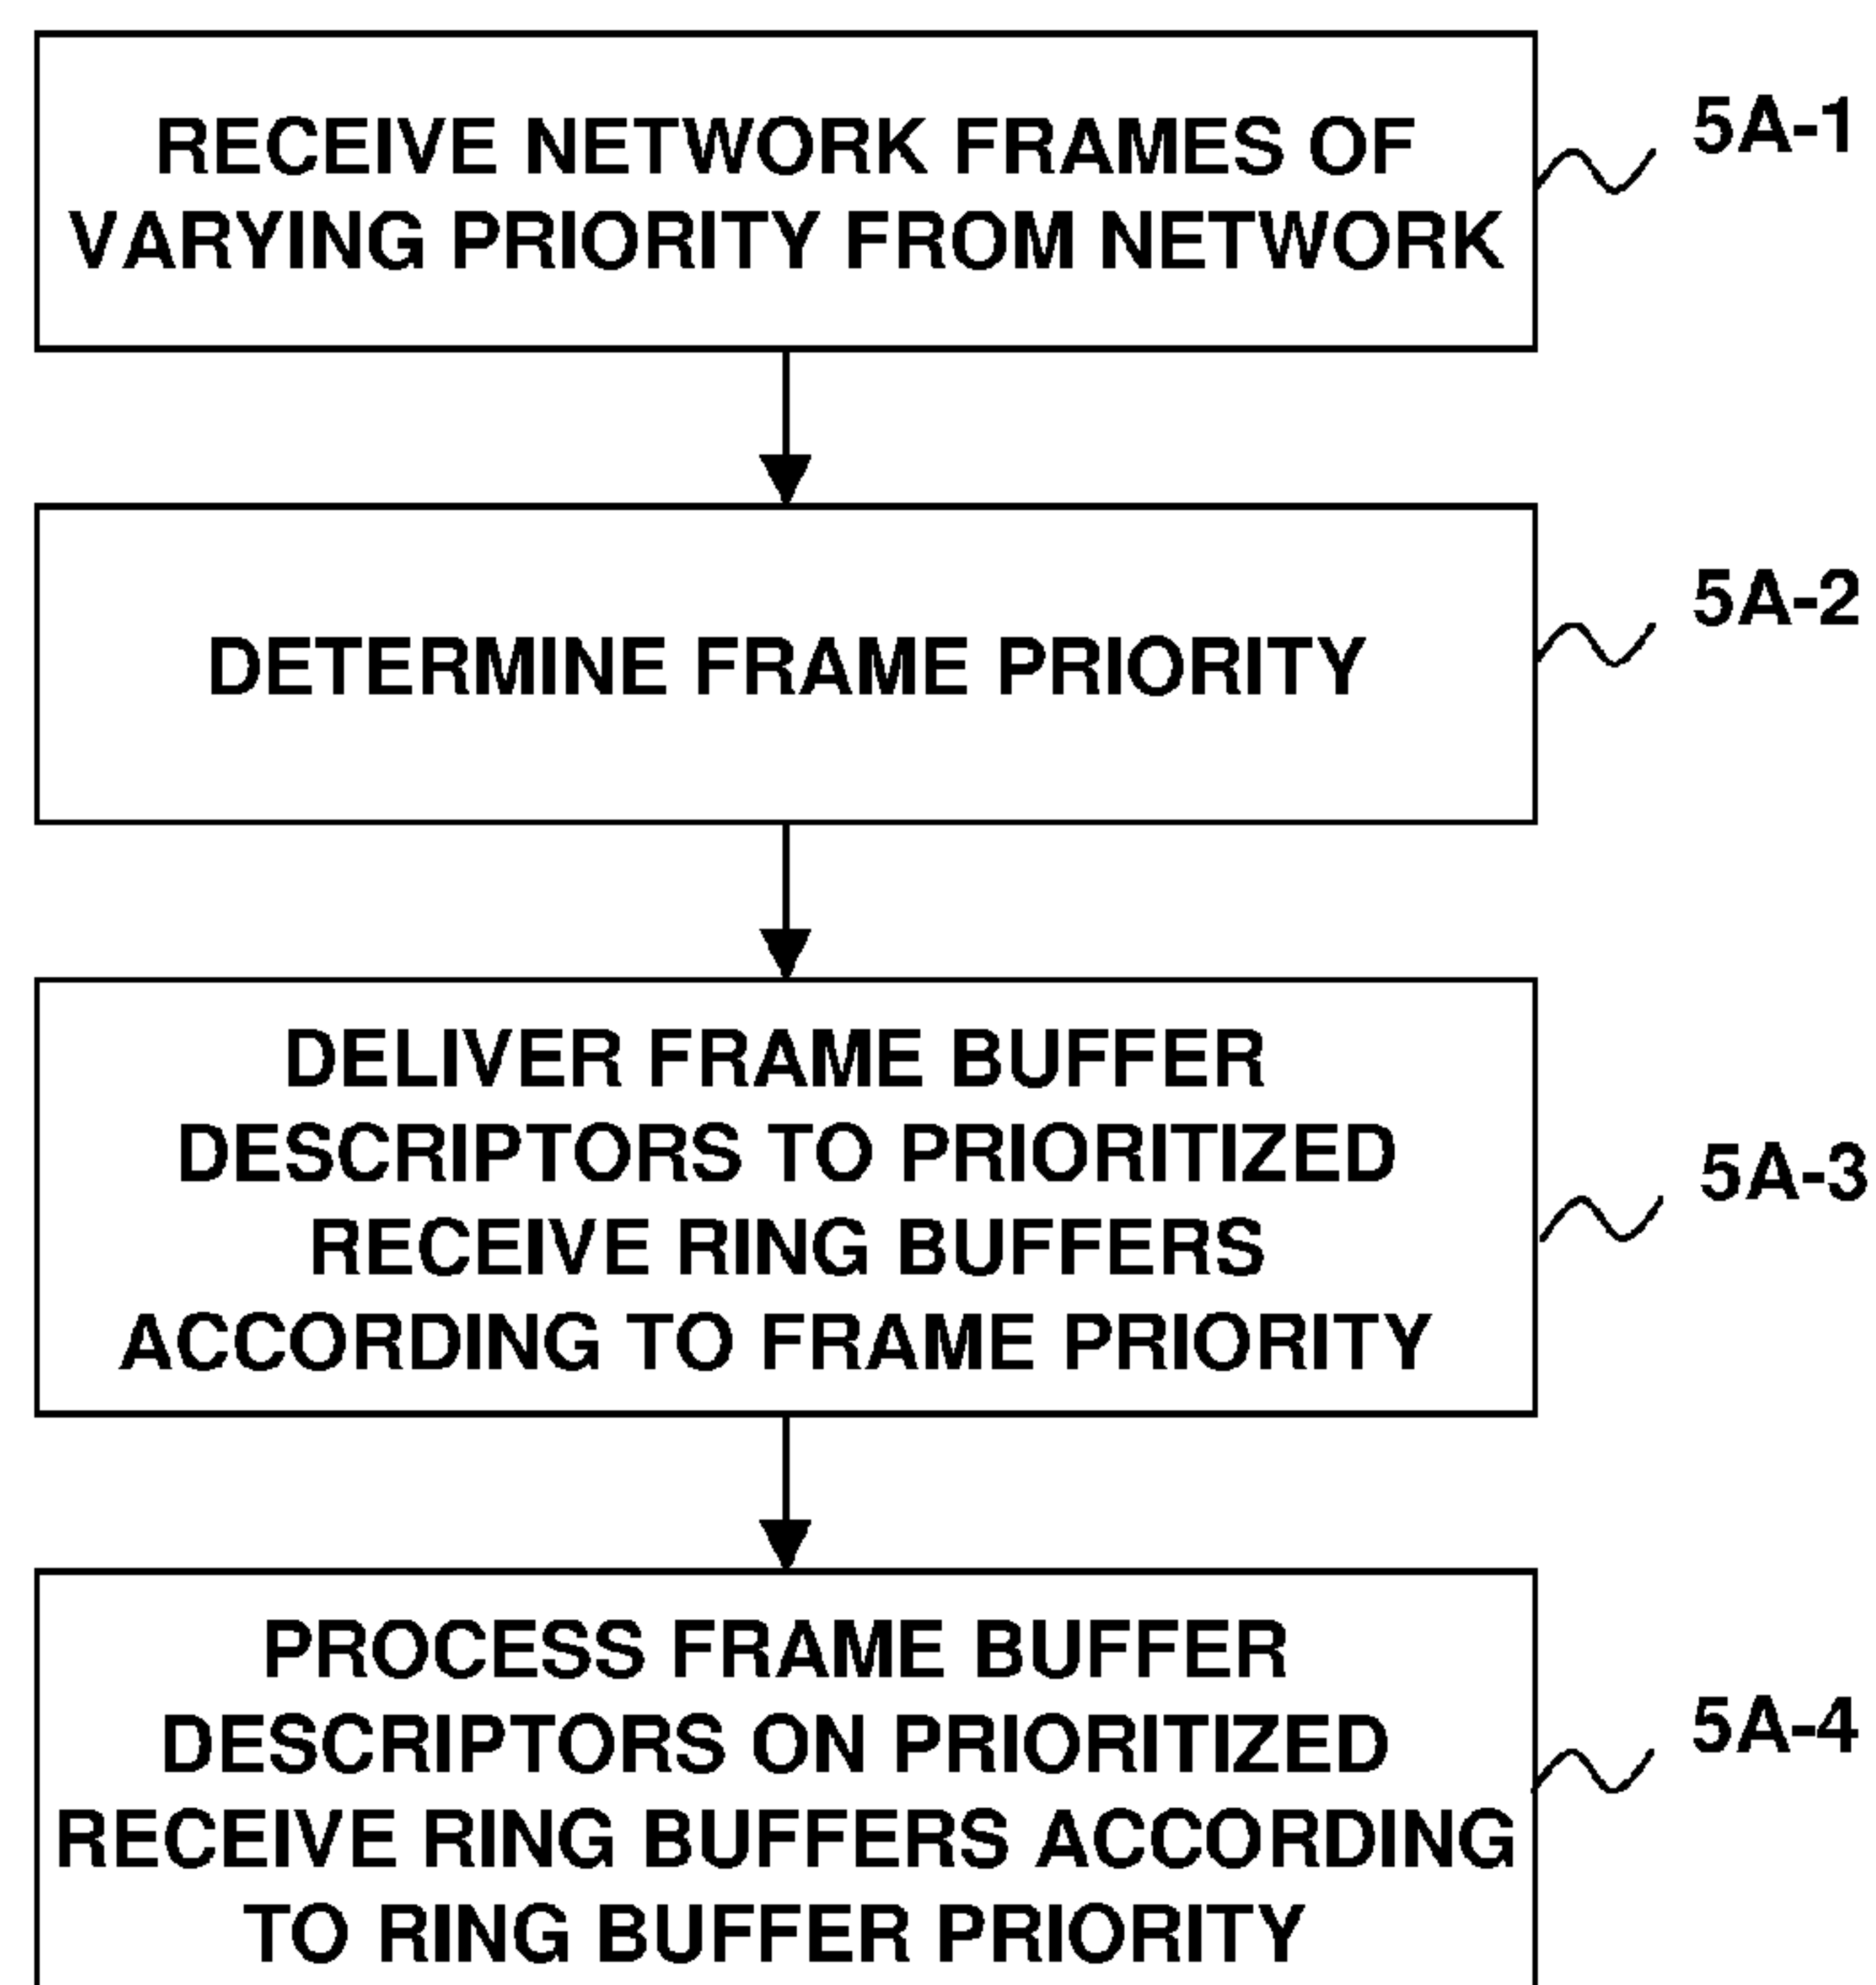 RECEIVE NETWORK FRAMES OF
VARYING PRIORITY FROM NETWORK
5A-1
DETERMINE FRAME PRIORITY
5A-2
DELIVER FRAME BUFFER
DESCRIPTORS TO PRIORITIZED
RECEIVE RING BUFFERS
ACCORDING TO FRAME PRIORITY
5A-3
PROCESS FRAME BUFFER
DESCRIPTORS ON PRIORITIZED
RECEIVE RING BUFFERS ACCORDING
TO RING BUFFER PRIORITY
5A-4